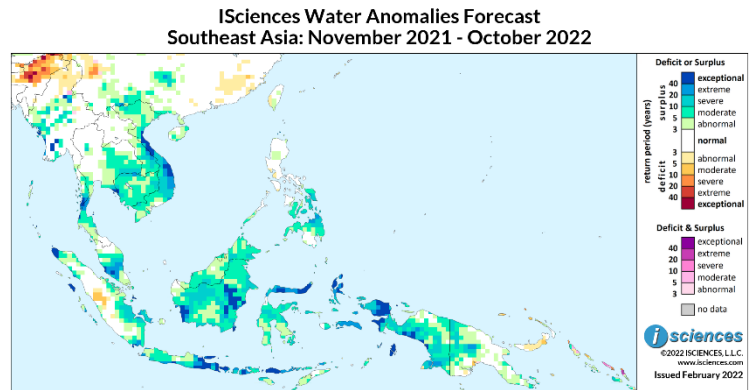 ISciences Water Anomalies Forecast
Southeast Asia: November 2021 - October 2022
Deficit or Surplus
return period (years)
surplus
deficit
40
20
10
5
3
exceptional
extreme
severe
moderate
abnormal
normal
3
5
10
20
40
abnormal
moderate
severe
extreme
exceptional
Deficit & Surplus
40
20
10
5
3
exceptional
extreme
severe
moderate
abnormal
no data
isciences
©2022 ISCIENCES, L.L.C.
www.isciences.com
Issued February 2022